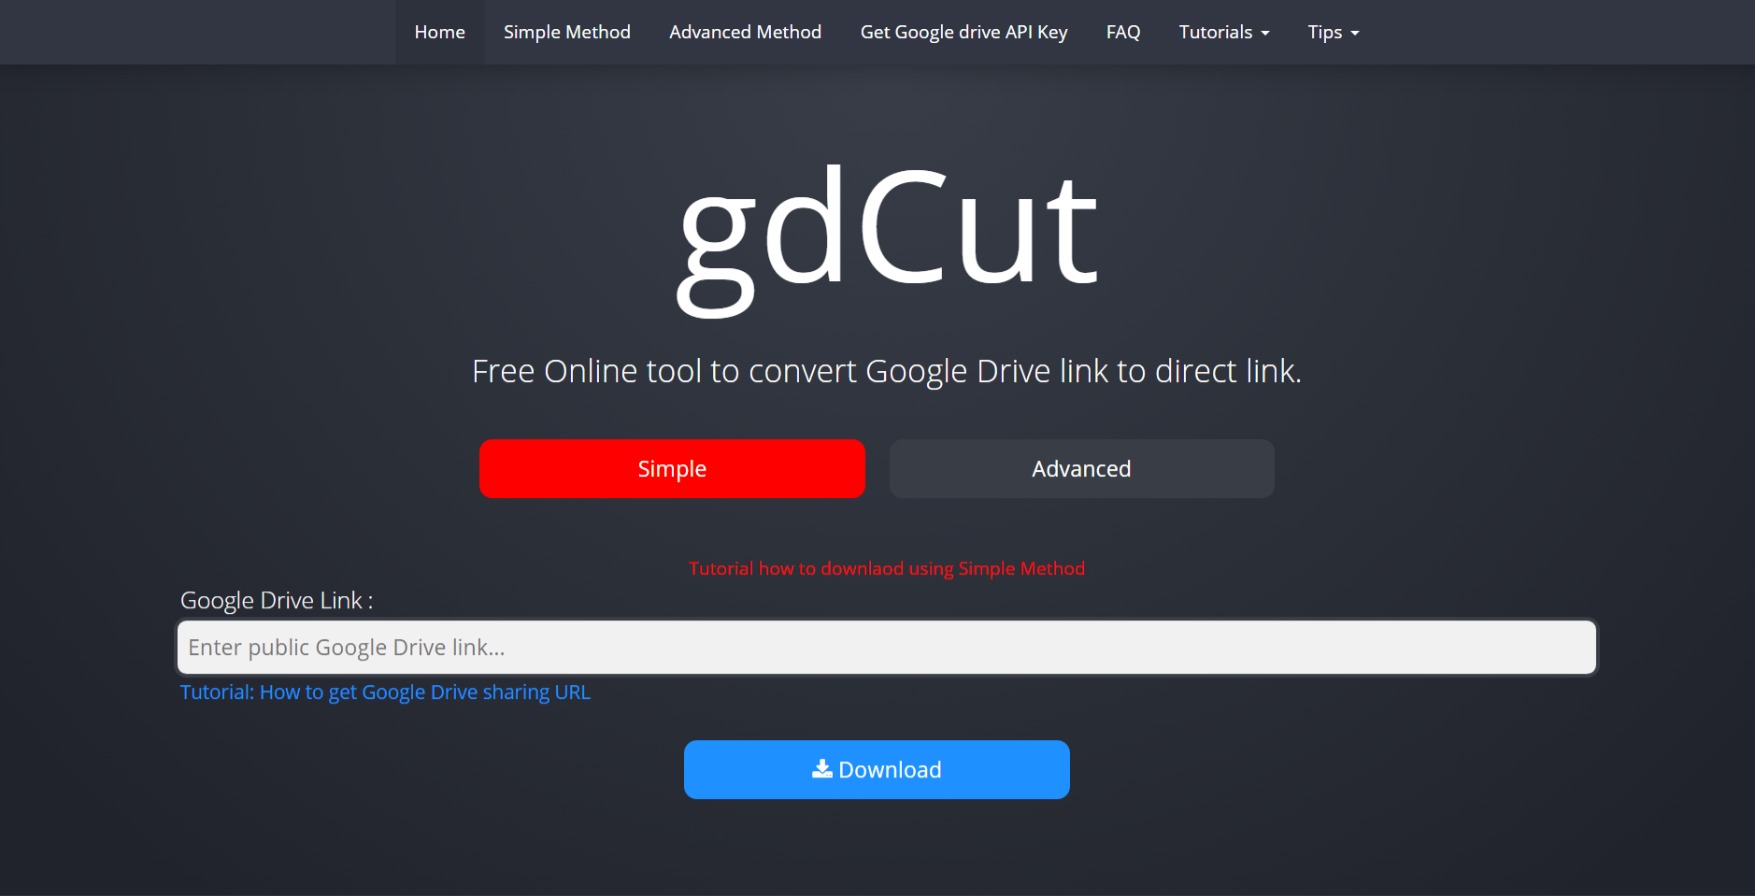 Home Simple Method Advanced Method Get Google drive API Key FAQ Tutorials Tips
gdCut
Free Online tool to convert Google Drive link to direct link.
Simple Advanced
Tutorial how to downlaod using Simple Method
Google Drive Link :
Enter public Google Drive link...
Tutorial: How to get Google Drive sharing URL
Download